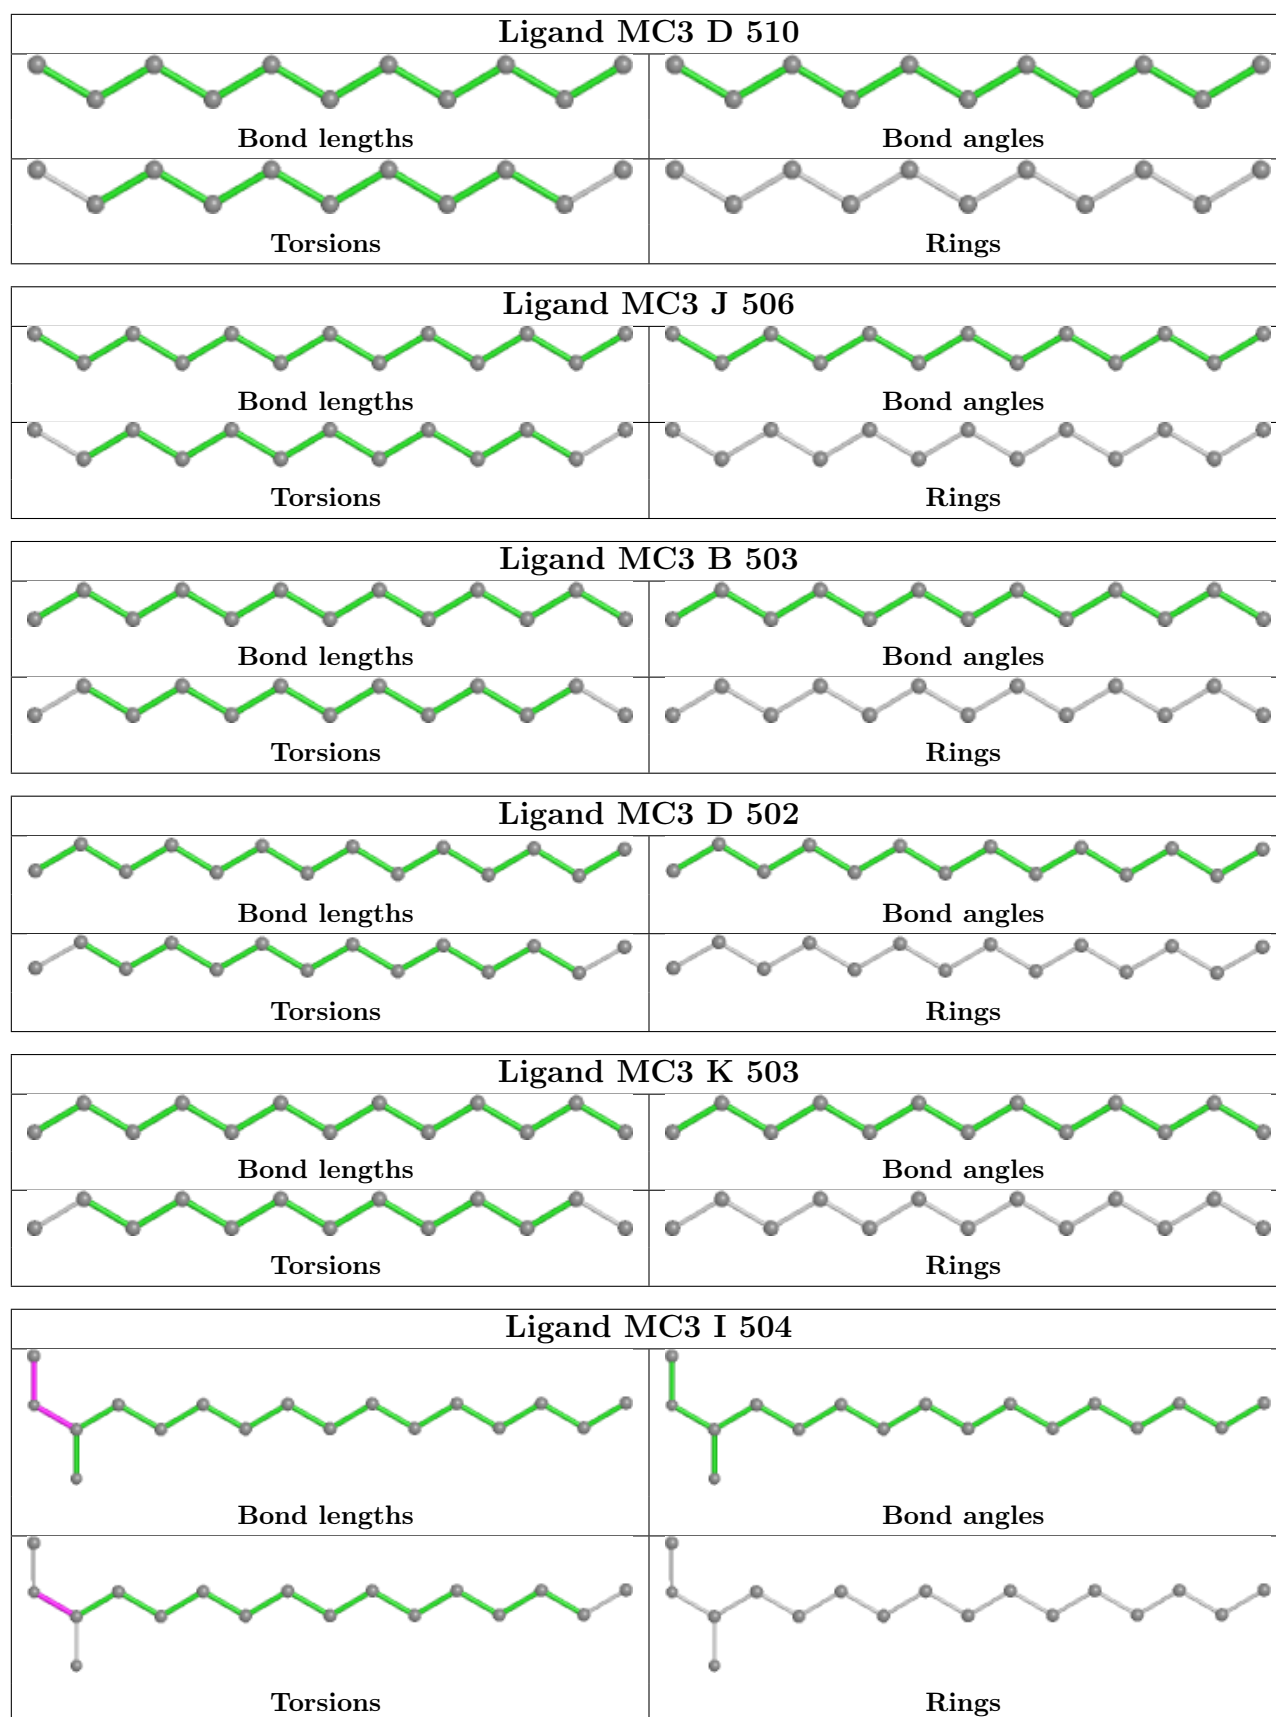 Ligand MC3 D 510
Bond lengths Bond angles
Torsions Rings
Ligand MC3 J 506
Bond lengths Bond angles
Torsions Rings
Ligand MC3 B 503
Bond lengths Bond angles
Torsions Rings
Ligand MC3 D 502
Bond lengths Bond angles
Torsions Rings
Ligand MC3 K 503
Bond lengths Bond angles
Torsions Rings
Ligand MC3 I 504
Bond lengths Bond angles
Torsions Rings